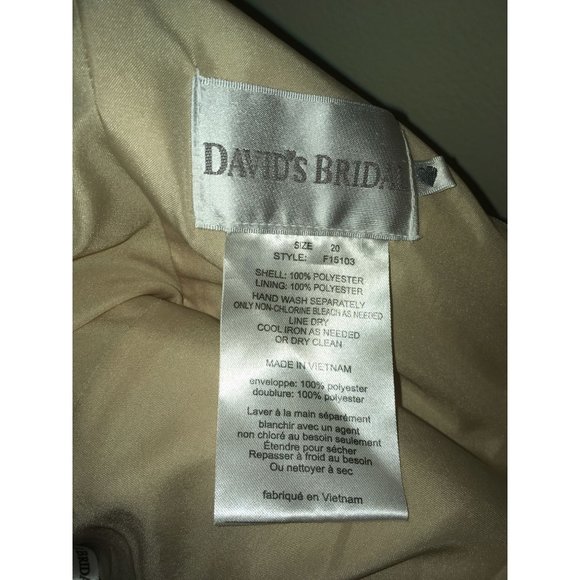 DAVID'S BRIDAL
SIZE 20
STYLE: F15103
SHELL: 100% POLYESTER
LINING: 100% POLYESTER
HAND WASH SEPARATELY
ONLY NON-CHLORINE BLEACH AS NEEDED
LINE DRY
COOL IRON AS NEEDED
OR DRY CLEAN
MADE IN VIETNAM
enveloppe: 100% polyester
doublure: 100% polyester
Laver à la main séparément
blanchir avec un agent
non chloré au besoin seulement
Étendre pour sécher
Repasser à froid au besoin
Ou nettoyer à sec
fabriqué en Vietnam